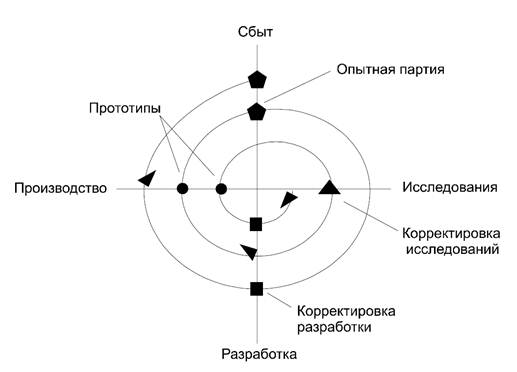 Сбыт
Опытная партия
Прототипы
Производство
Исследования
Корректировка
исследований
Корректировка
разработки
Разработка